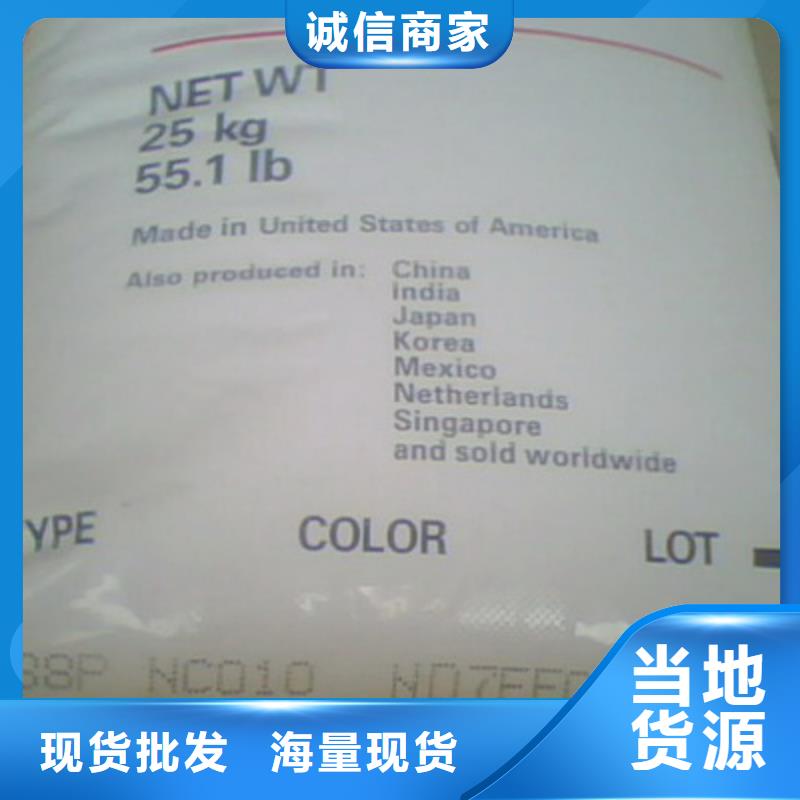 诚信商家
NET WT
25 kg
55.1 lb
Made in United States of America
Also produced in: China
India
Japan
Korea
Mexico
Netherlands
Singapore
and sold worldwide
YPE COLOR LOT
88P NC010
当地
货源
现货批发 海量现货